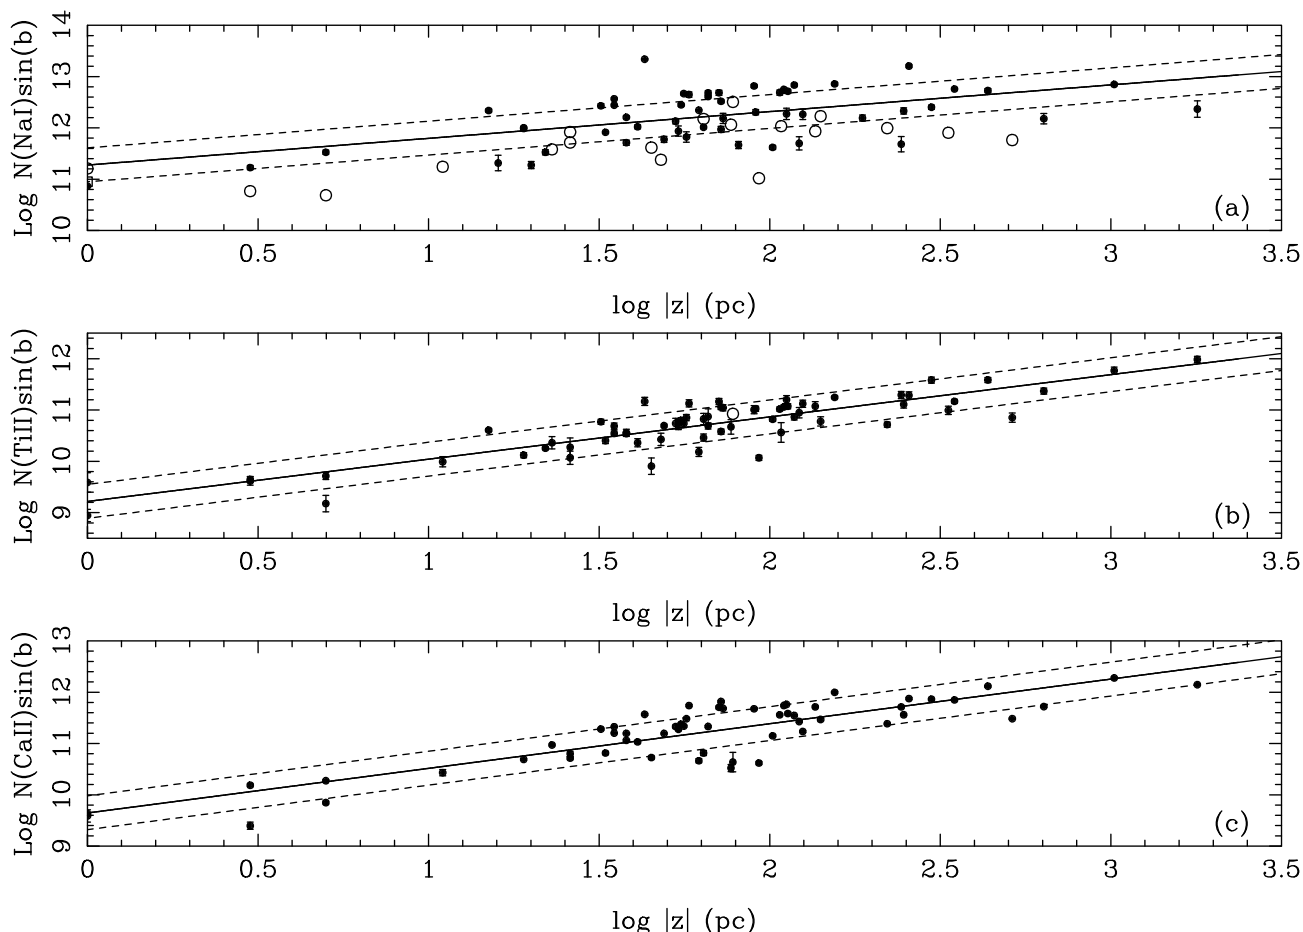 Log N(NaI)sin(b)
14
13
12
11
10
(a)
0 0.5 1 1.5 2 2.5 3 3.5
log |z| (pc)
Log N(TiII)sin(b)
12
11
10
9
(b)
0 0.5 1 1.5 2 2.5 3 3.5
log |z| (pc)
Log N(CaII)sin(b)
13
12
11
10
9
(c)
0 0.5 1 1.5 2 2.5 3 3.5
log |z| (pc)